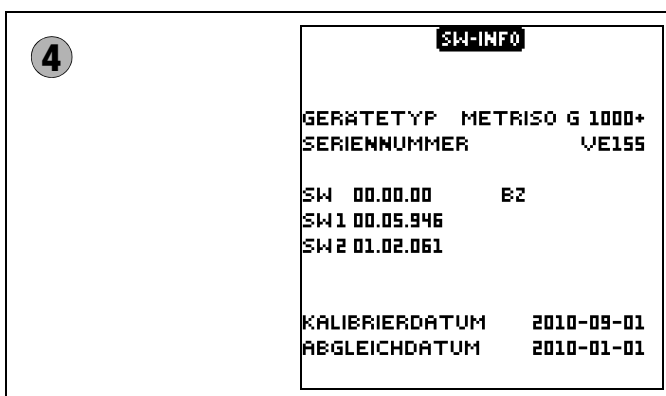 4
SW-INFO
GERÄTETYP METRISO G 1000+
SERIENNUMMER VE155
SW 00.00.00 BZ
SW1 00.05.946
SW2 01.02.061
KALIBRIERDATUM 2010-09-01
ABGLEICHDATUM 2010-01-01